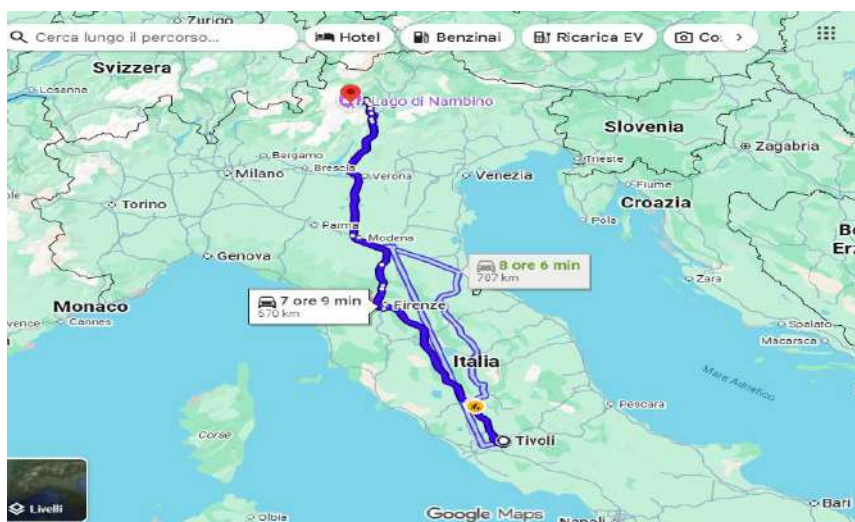 Zurigo
Cerca lungo il percorso...
Hotel
Benzinai
Ricarica EV
Svizzera
Losanna
Lago di Nambino
Slovenia
Zagabria
Bergamo
Milano
Brescia
Verona
Venezia
Trieste
Fiume
Croazia
Pola
Torino
Parma
Modena
Genova
8 ore 6 min
707 km
Zara
Monaco
Cannes
7 ore 9 min
670 km
Firenze
Spalato
Macarsca
Italia
Mare Adriatico
Pescara
Corse
Tivoli
Livelli
Olbia
Google Maps
Napoli
Bari